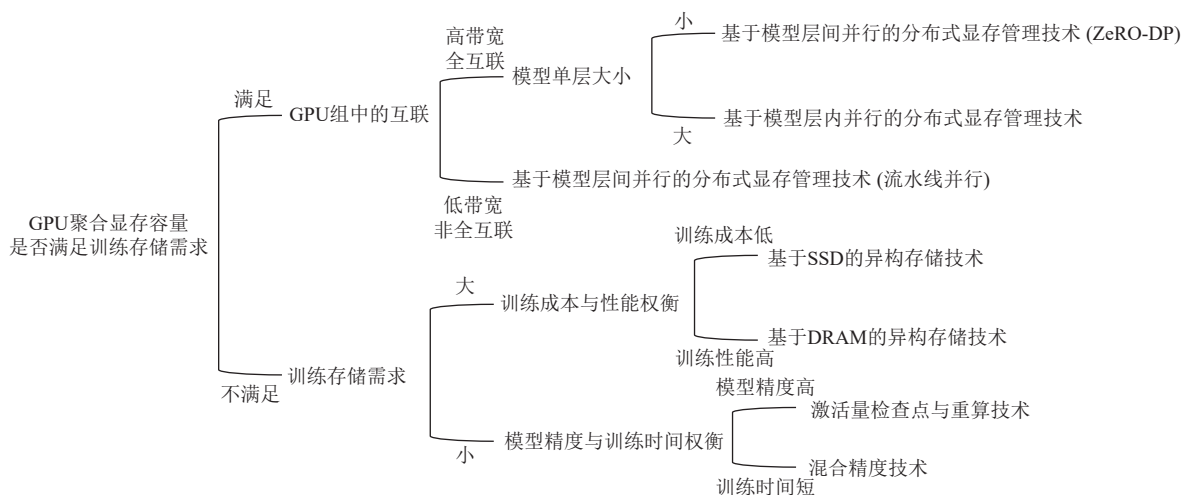 GPU聚合显存容量
是否满足训练存储需求
满足
GPU组中的互联
高带宽
全互联
模型单层大小
小
基于模型层间并行的分布式显存管理技术 (ZeRO-DP)
基于模型层内并行的分布式显存管理技术
大
基于模型层间并行的分布式显存管理技术 (流水线并行)
低带宽
非全互联
不满足
训练存储需求
大
训练成本与性能权衡
训练成本低
基于SSD的异构存储技术
基于DRAM的异构存储技术
训练性能高
小
模型精度与训练时间权衡
模型精度高
激活量检查点与重算技术
混合精度技术
训练时间短